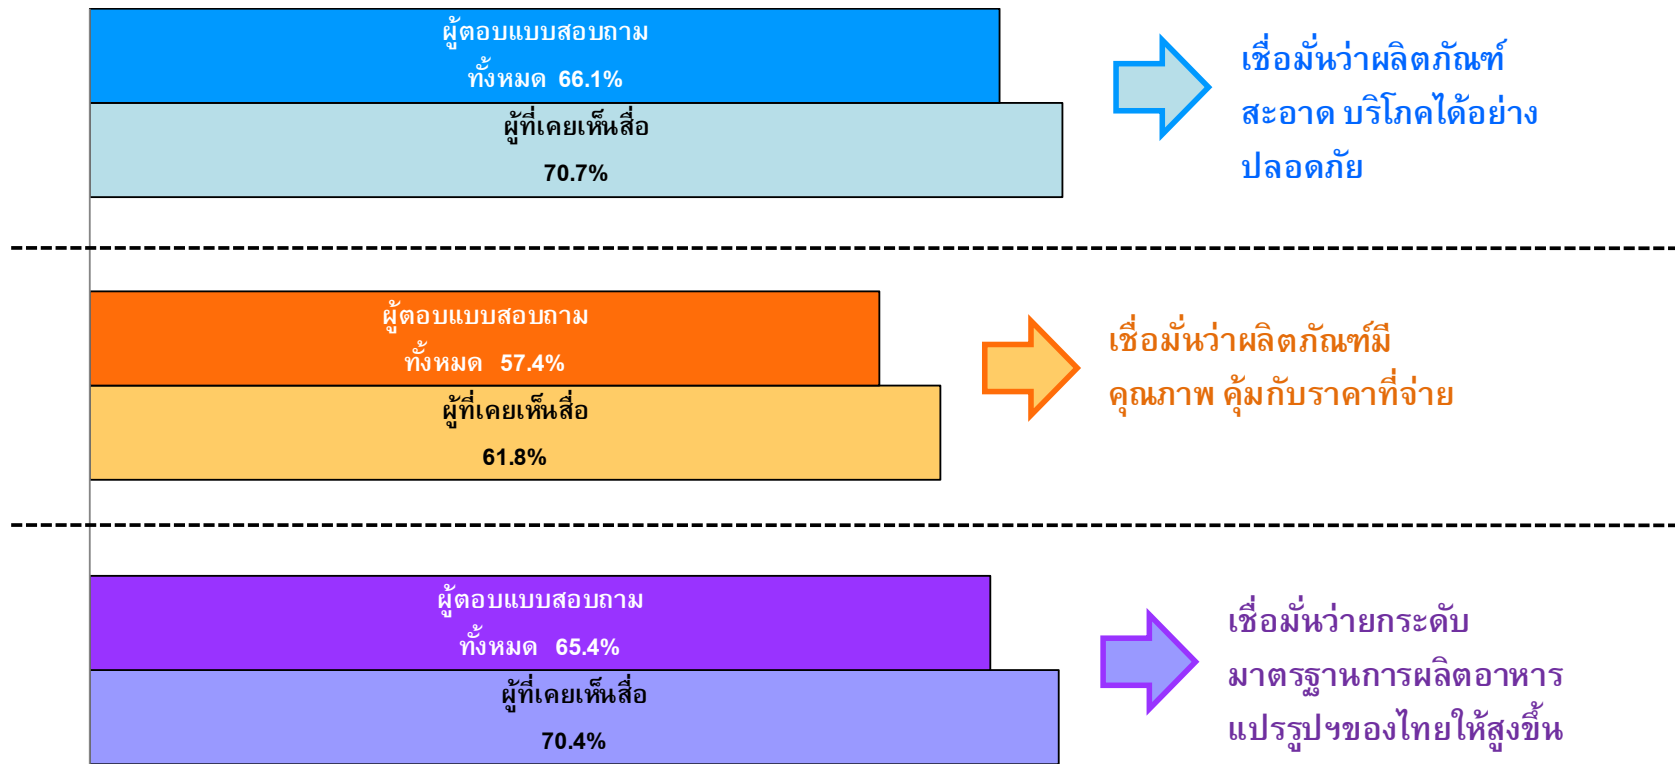 ผู้ตอบแบบสอบถาม
ทั้งหมด 66.1%
ผู้ที่เคยเห็นสื่อ
70.7%
เชื่อมั่นว่าผลิตภัณฑ์
สะอาด บริโภคได้อย่าง
ปลอดภัย
ผู้ตอบแบบสอบถาม
ทั้งหมด 57.4%
ผู้ที่เคยเห็นสื่อ
61.8%
เชื่อมั่นว่าผลิตภัณฑ์มี
คุณภาพ คุ้มกับราคาที่จ่าย
ผู้ตอบแบบสอบถาม
ทั้งหมด 65.4%
ผู้ที่เคยเห็นสื่อ
70.4%
เชื่อมั่นว่ายกระดับ
มาตรฐานการผลิตอาหาร
แปรรูปฯของไทยให้สูงขึ้น